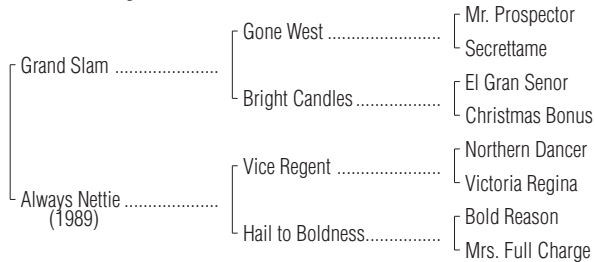 Mr. Prospector
Gone West .....................
Secrettame
Grand Slam .....................
El Gran Senor
Bright Candles .................
Christmas Bonus
Northern Dancer
Vice Regent ...................
Victoria Regina
Always Nettie ...................
(1989)
Bold Reason
Hail to Boldness...............
Mrs. Full Charge